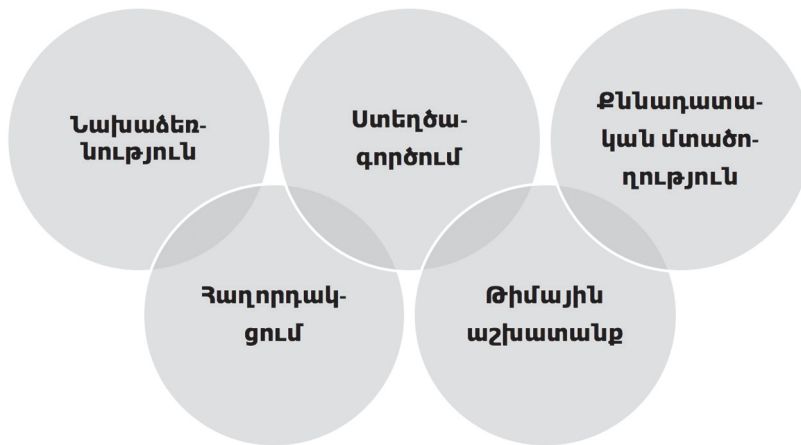 Նախաձեռ-
նություն
Ստեղծա-
գործում
Քննադատա-
կան մտածո-
ղություն
Հաղորդակ-
ցում
Թիմային
աշխատանք